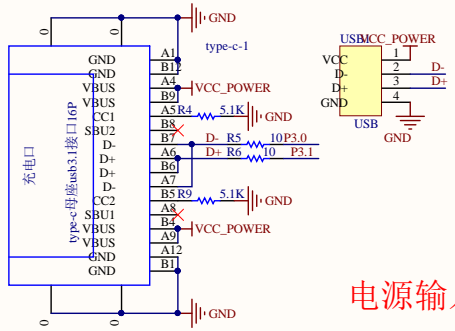 0 0 GND
type-c-1
GND A1
GND B12
VBUS A4 VCC_POWER
VBUS B9
CC1 A5 R4 5.1K GND
SBU2 B8
D- B7 D- R5 10 P3.0
D+ A6 D+ R6 10 P3.1
D+ B6
D- A7
CC2 B5 R9 5.1K GND
SBU1 A8
VBUS B4 VCC_POWER
VBUS A9
GND A12
GND B1
0 0 GND
充电口
type-c母座usb3.1接口16P
USB1 VCC_POWER
VCC 1
D- 2 D-
D+ 3 D+
GND 4
USB GND
电源输入